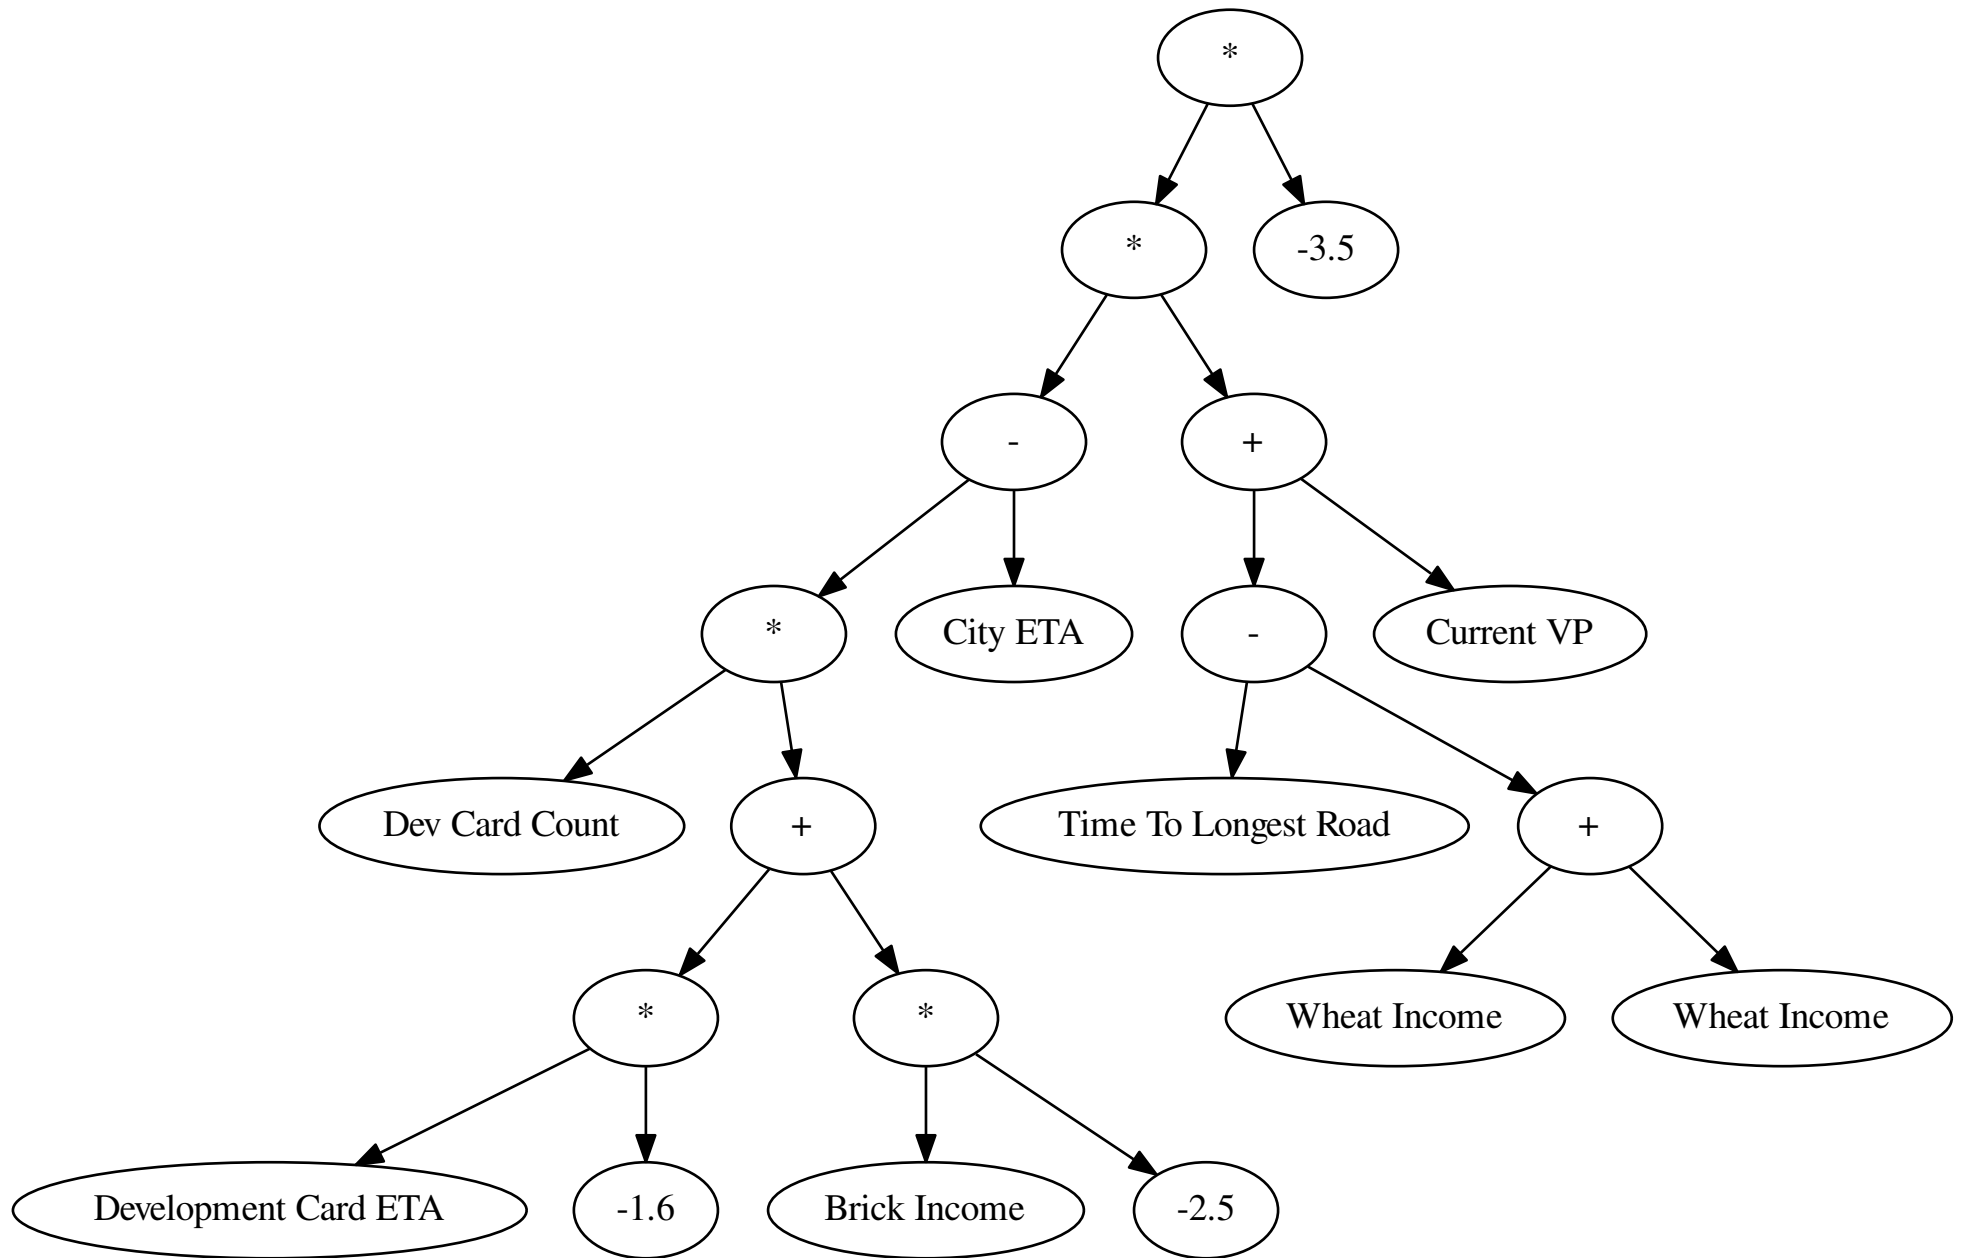 *
*
-3.5
-
+
*
City ETA
-
Current VP
Dev Card Count
+
Time To Longest Road
+
*
*
Wheat Income
Wheat Income
Development Card ETA
-1.6
Brick Income
-2.5